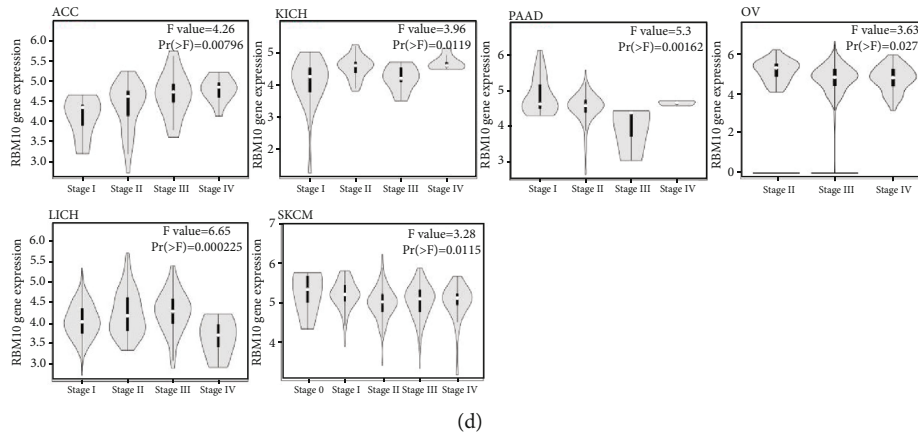 ACC
F value=4.26
Pr(>F)=0.00796
RBM10 gene expression
6.0
5.5
5.0
4.5
4.0
3.5
3.0
Stage I Stage II Stage III Stage IV
KICH
F value=3.96
Pr(>F)=0.0119
RBM10 gene expression
5
4
3
2
Stage I Stage II Stage III Stage IV
PAAD
F value=5.3
Pr(>F)=0.00162
RBM10 gene expression
6
5
4
3
Stage I Stage II Stage III Stage IV
OV
F value=3.63
Pr(>F)=0.027
RBM10 gene expression
6
4
2
0
Stage II Stage III Stage IV
LICH
F value=6.65
Pr(>F)=0.000225
RBM10 gene expression
6.0
5.5
5.0
4.5
4.0
3.5
3.0
Stage I Stage II Stage III Stage IV
SKCM
F value=3.28
Pr(>F)=0.0115
RBM10 gene expression
7
6
5
4
Stage 0 Stage I Stage II Stage III Stage IV
(d)